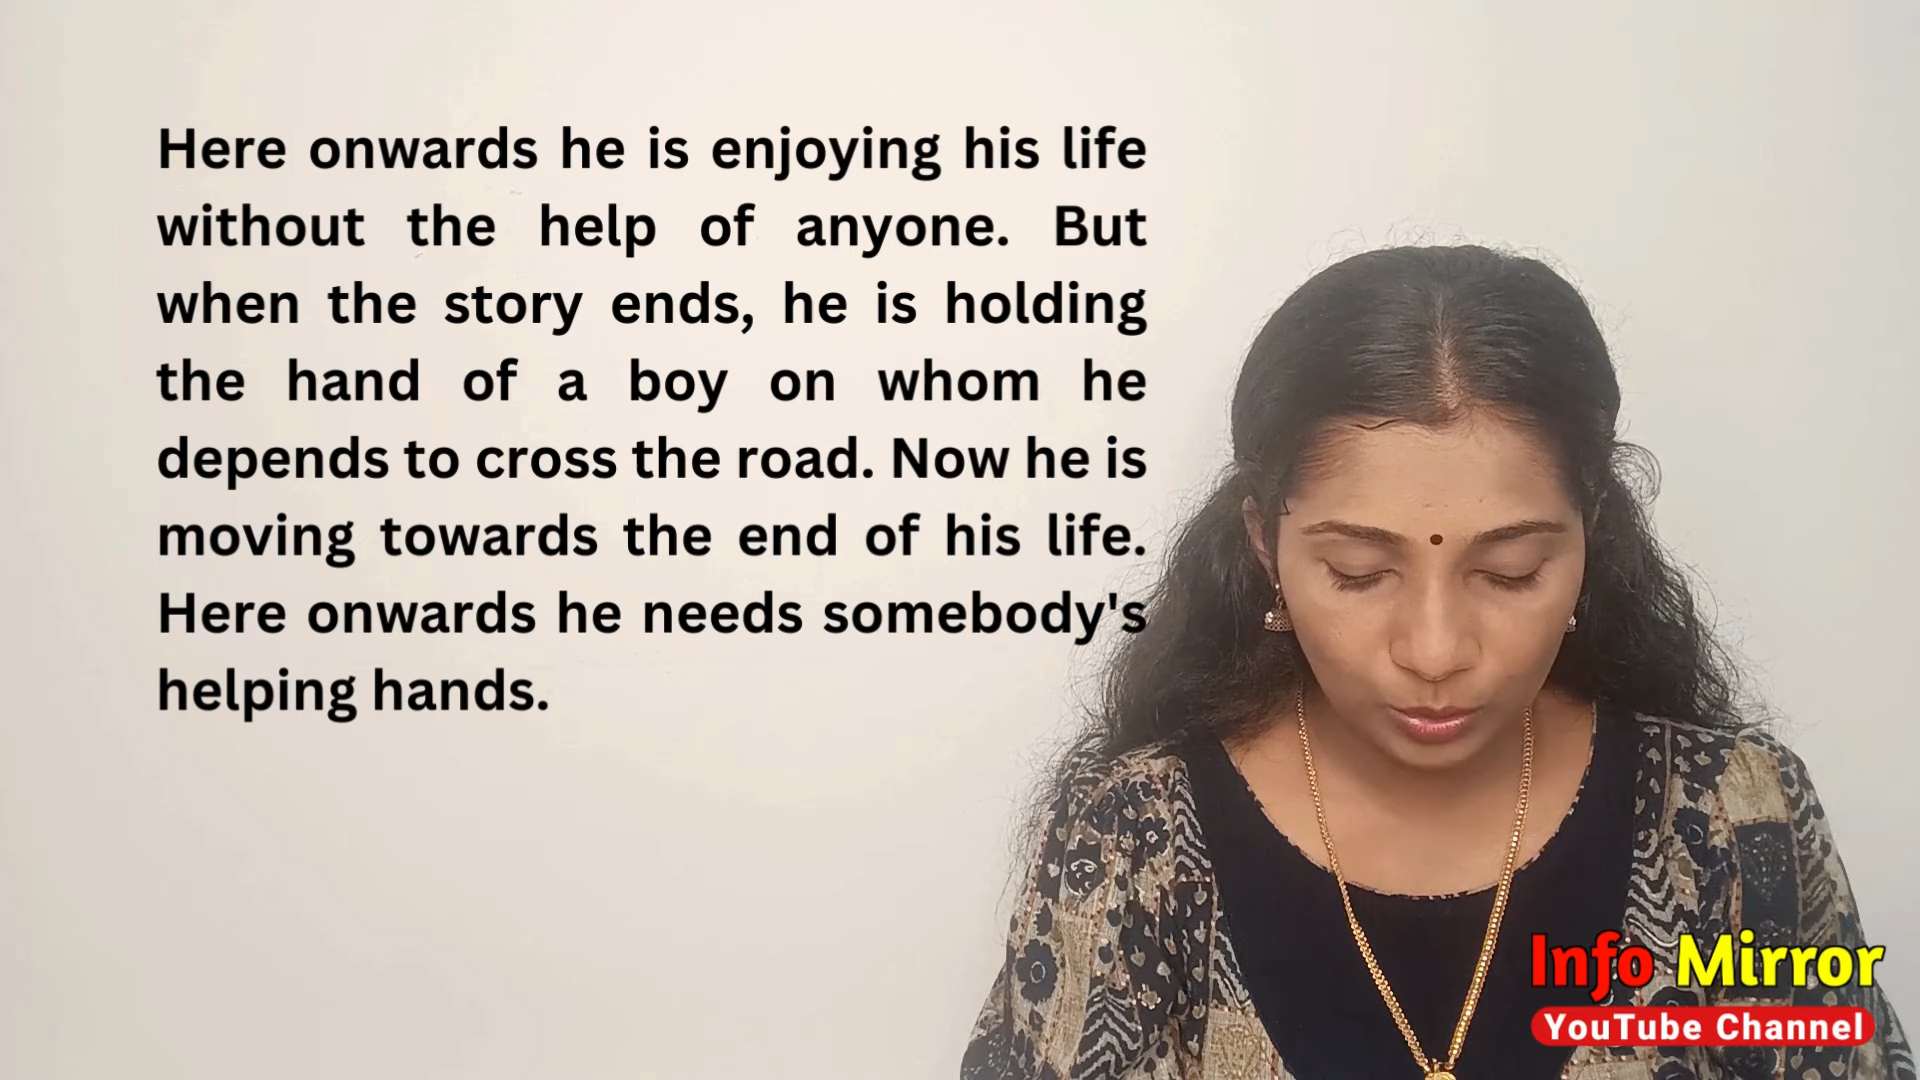 Here onwards he is enjoying his life
without the help of anyone. But
when the story ends, he is holding
the hand of a boy on whom he
depends to cross the road. Now he is
moving towards the end of his life.
Here onwards he needs somebody's
helping hands.
Info Mirror
YouTube Channel